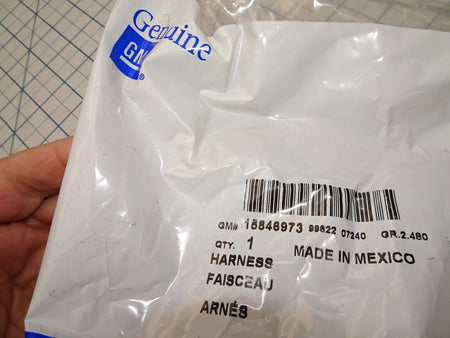 Genuine
GM
GM# 15846973 99622 07240 GR.2.480
QTY. 1 MADE IN MEXICO
HARNESS
FAISCEAU
ARNÉS